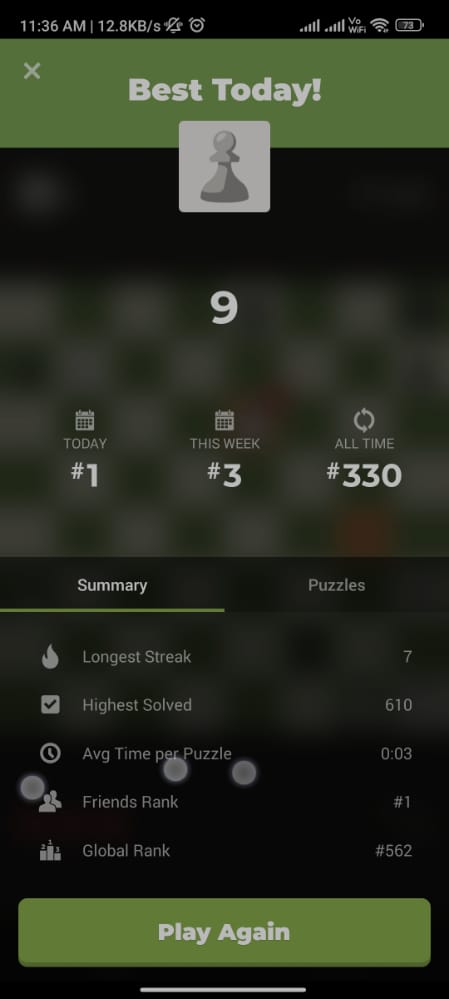 11:36 AM | 12.8KB/s Vo WiFi 73
Best Today!
9
TODAY THIS WEEK ALL TIME
#1 #3 #330
Summary Puzzles
Longest Streak 7
Highest Solved 610
Avg Time per Puzzle 0:03
Friends Rank #1
Global Rank #562
Play Again